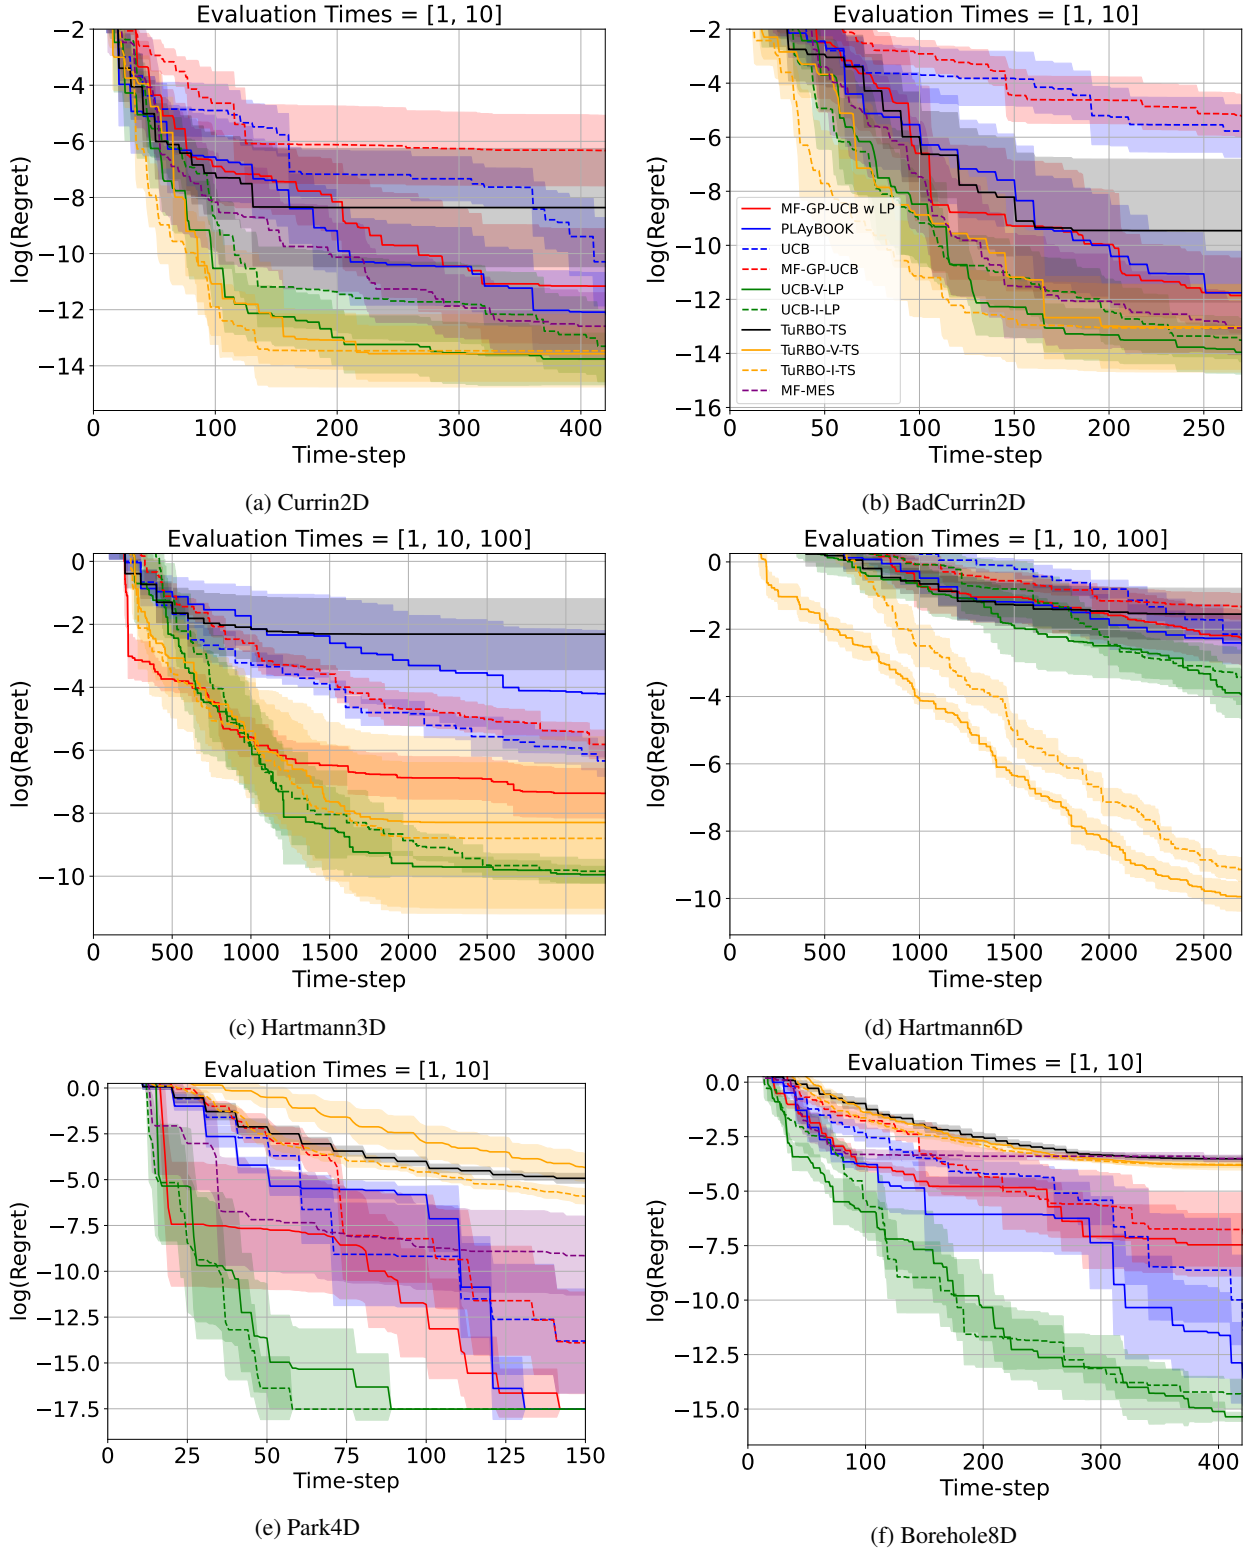 Evaluation Times = [1, 10]
−2
−4
−6
−8
−10
−12
−14
log(Regret)
0 100 200 300 400
Time-step
(a) Currin2D
Evaluation Times = [1, 10]
−2
−4
−6
−8
−10
−12
−14
−16
log(Regret)
MF-GP-UCB w LP
PLAyBOOK
UCB
MF-GP-UCB
UCB-V-LP
UCB-I-LP
TuRBO-TS
TuRBO-V-TS
TuRBO-I-TS
MF-MES
0 50 100 150 200 250
Time-step
(b) BadCurrin2D
Evaluation Times = [1, 10, 100]
0
−2
−4
−6
−8
−10
log(Regret)
0 500 1000 1500 2000 2500 3000
Time-step
(c) Hartmann3D
Evaluation Times = [1, 10, 100]
0
−2
−4
−6
−8
−10
log(Regret)
0 500 1000 1500 2000 2500
Time-step
(d) Hartmann6D
Evaluation Times = [1, 10]
0.0
−2.5
−5.0
−7.5
−10.0
−12.5
−15.0
−17.5
log(Regret)
0 25 50 75 100 125 150
Time-step
(e) Park4D
Evaluation Times = [1, 10]
0.0
−2.5
−5.0
−7.5
−10.0
−12.5
−15.0
log(Regret)
0 100 200 300 400
Time-step
(f) Borehole8D